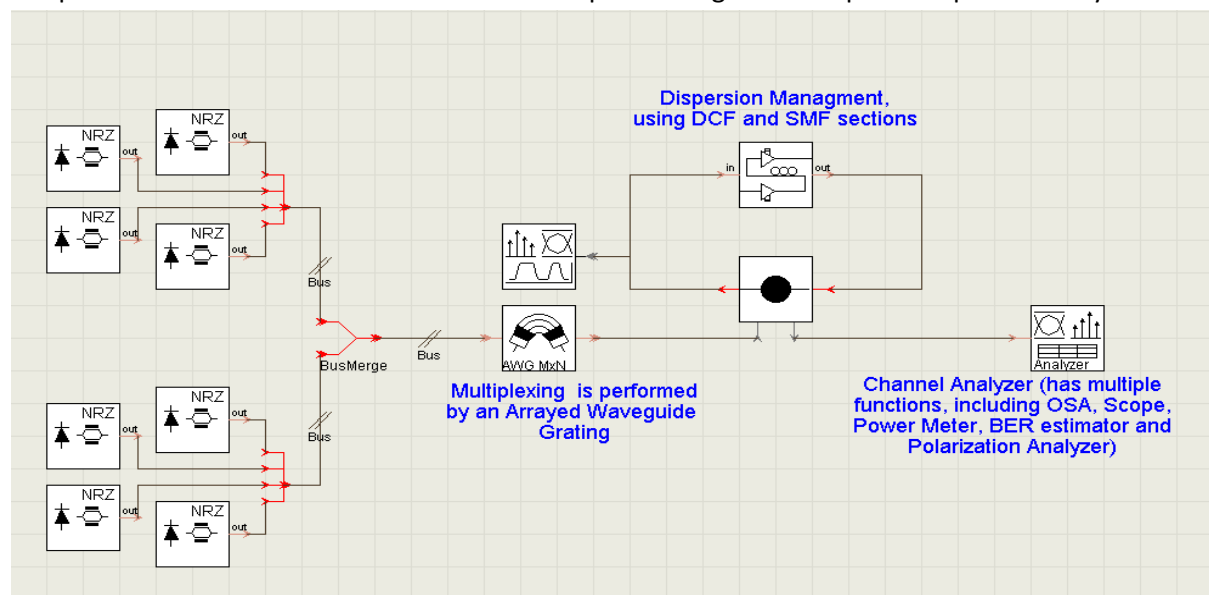 NRZ
out
NRZ
out
NRZ
out
NRZ
out
Bus
BusMerge
Bus
Bus
NRZ
out
NRZ
out
NRZ
out
NRZ
out
AWG MxN
Multiplexing is performed
by an Arrayed Waveguide
Grating
Dispersion Managment,
using DCF and SMF sections
in
out
Analyzer
Channel Analyzer (has multiple
functions, including OSA, Scope,
Power Meter, BER estimator and
Polarization Analyzer)